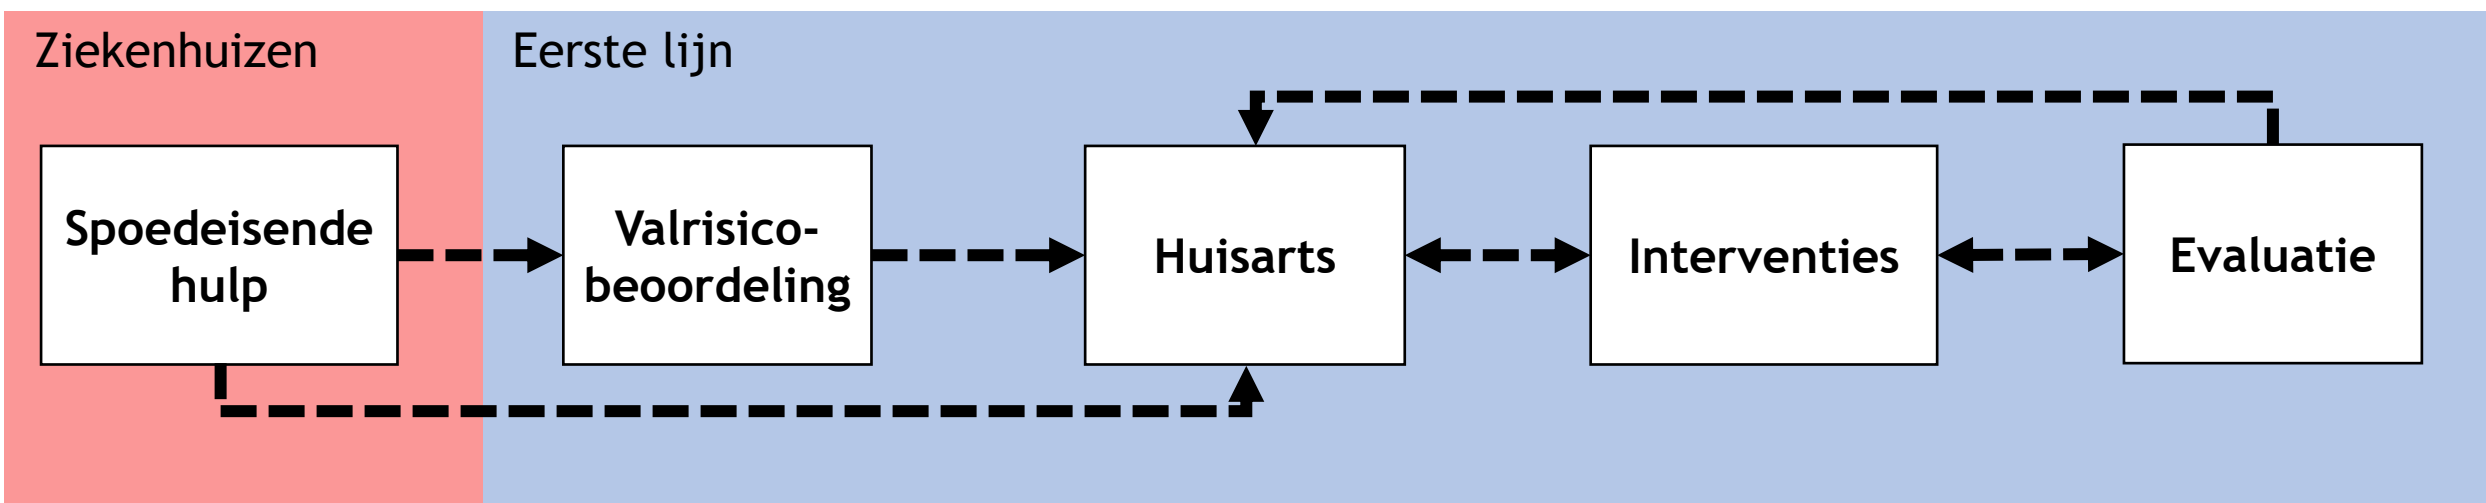 Ziekenhuizen
Eerste lijn
Spoedeisende
hulp
Valrisico-
beoordeling
Huisarts
Interventies
Evaluatie